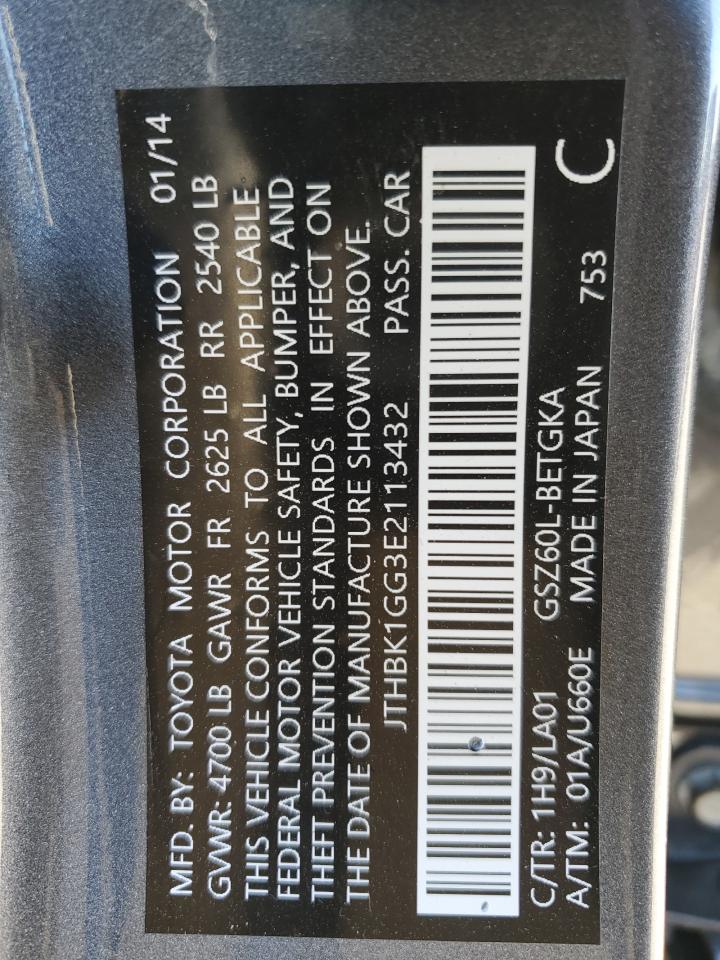 MFD. BY: TOYOTA MOTOR CORPORATION 01/14
GVWR: 4700 LB GAWR FR 2625 LB RR 2540 LB
THIS VEHICLE CONFORMS TO ALL APPLICABLE
FEDERAL MOTOR VEHICLE SAFETY, BUMPER, AND
THEFT PREVENTION STANDARDS IN EFFECT ON
THE DATE OF MANUFACTURE SHOWN ABOVE.
JTHBK1GG3E2113432 PASS. CAR
C/TR: 1H9/LA01 GSZ60L-BETGKA
A/TM: 01A/U660E MADE IN JAPAN 753 C